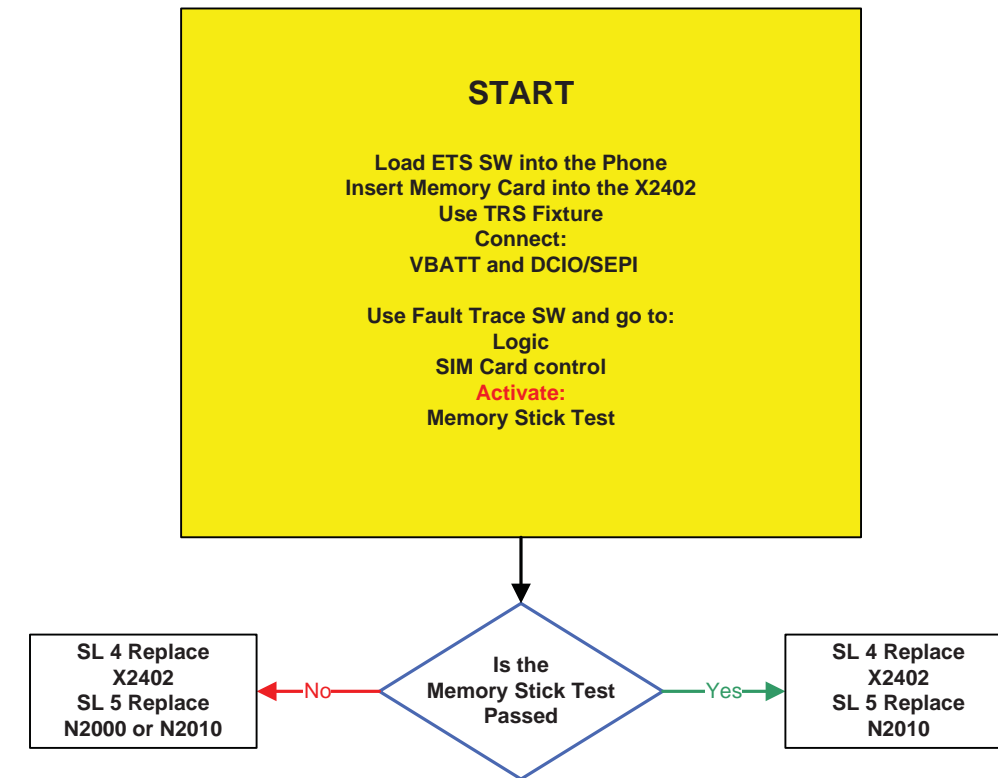 START
Load ETS SW into the Phone
Insert Memory Card into the X2402
Use TRS Fixture
Connect:
VBATT and DCIO/SEPI
Use Fault Trace SW and go to:
Logic
SIM Card control
Activate:
Memory Stick Test
Is the
Memory Stick Test
Passed
No
SL 4 Replace
X2402
SL 5 Replace
N2000 or N2010
Yes
SL 4 Replace
X2402
SL 5 Replace
N2010